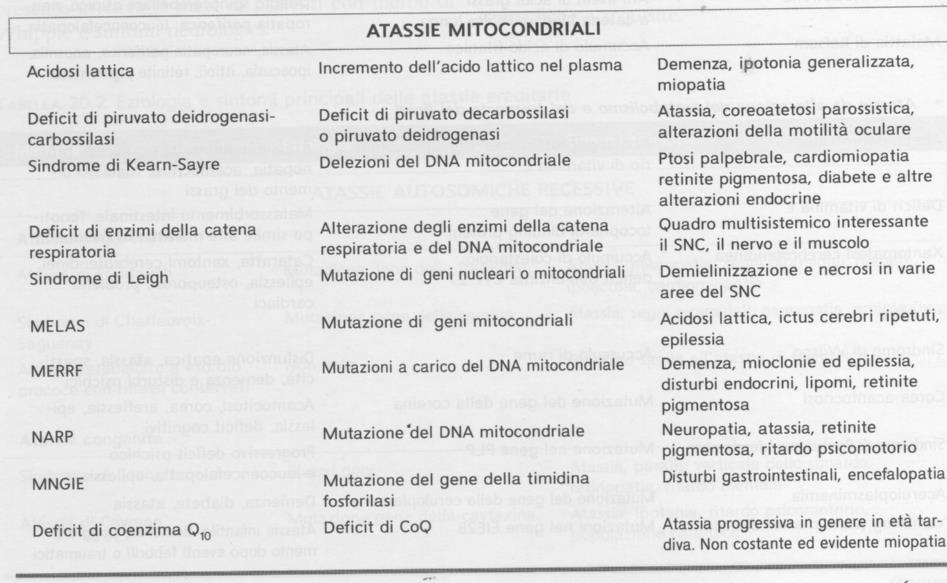 ATASSIE MITOCONDRIALI
Acidosi lattica Incremento dell'acido lattico nel plasma Demenza, ipotonia generalizzata,
miopatia
Deficit di piruvato deidrogenasi- Deficit di piruvato decarbossilasi Atassia, coreoatetosi parossistica,
carbossilasi o piruvato deidrogenasi alterazioni della motilità oculare
Sindrome di Kearn-Sayre Delezioni del DNA mitocondriale Ptosi palpebrale, cardiomiopatia
retinite pigmentosa, diabete e altre
alterazioni endocrine
Deficit di enzimi della catena Alterazione degli enzimi della catena Quadro multisistemico interessante
respiratoria respiratoria e del DNA mitocondriale il SNC, il nervo e il muscolo
Sindrome di Leigh Mutazione di geni nucleari o mitocondriali Demielinizzazione e necrosi in varie
aree del SNC
MELAS Mutazione di geni mitocondriali Acidosi lattica, ictus cerebri ripetuti,
epilessia
MERRF Mutazioni a carico del DNA mitocondriale Demenza, mioclonie ed epilessia,
disturbi endocrini, lipomi, retinite
pigmentosa
NARP Mutazione del DNA mitocondriale Neuropatia, atassia, retinite
pigmentosa, ritardo psicomotorio
MNGIE Mutazione del gene della timidina Disturbi gastrointestinali, encefalopatia
fosforilasi
Deficit di coenzima Q10 Deficit di CoQ Atassia progressiva in genere in età tar-
diva. Non costante ed evidente miopatia